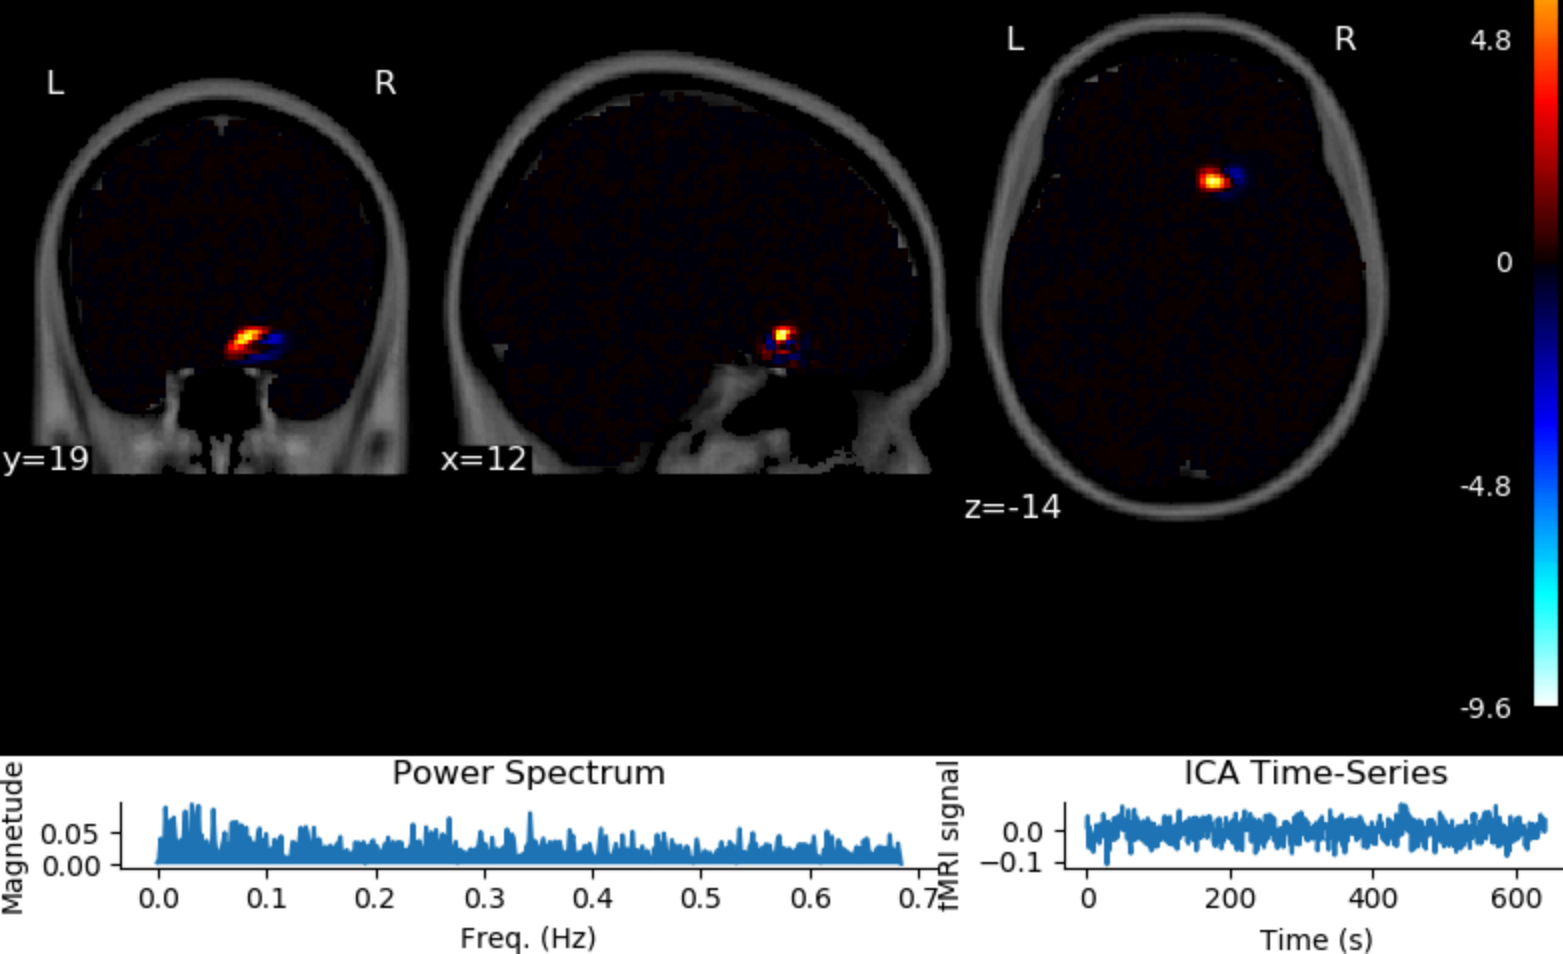 L R
L R
4.8
0
-4.8
-9.6
y=19
x=12
z=-14
Power Spectrum
Magnetude
0.05
0.00
0.0 0.1 0.2 0.3 0.4 0.5 0.6 0.7
Freq. (Hz)
ICA Time-Series
fMRI signal
0.0
−0.1
0 200 400 600
Time (s)